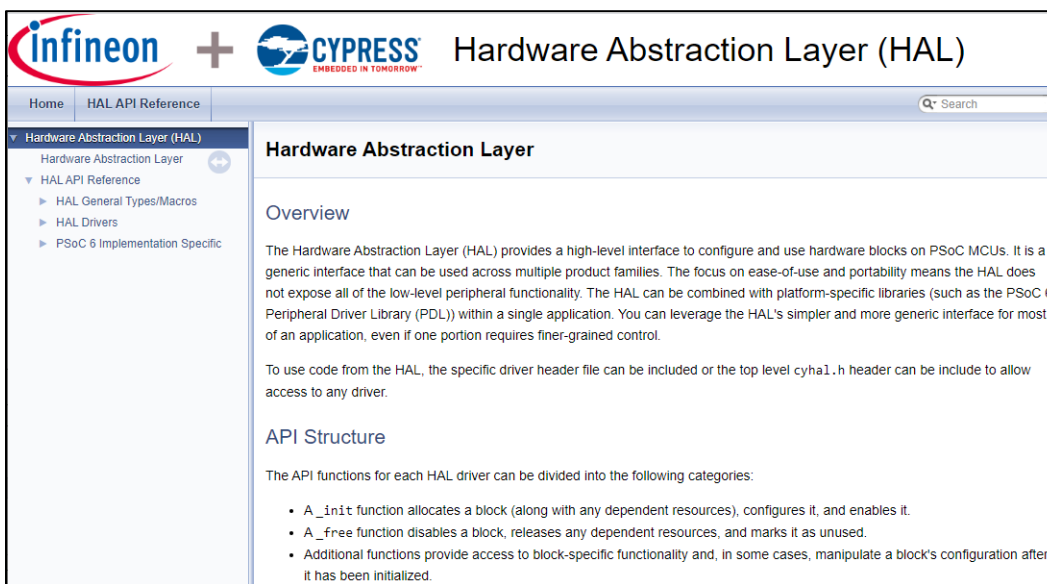 infineon + CYPRESS Hardware Abstraction Layer (HAL)
EMBEDDED IN TOMORROW™
Home HAL API Reference Search
Hardware Abstraction Layer (HAL)
Hardware Abstraction Layer
HAL API Reference
HAL General Types/Macros
HAL Drivers
PSoC 6 Implementation Specific
Hardware Abstraction Layer
Overview
The Hardware Abstraction Layer (HAL) provides a high-level interface to configure and use hardware blocks on PSoC MCUs. It is a
generic interface that can be used across multiple product families. The focus on ease-of-use and portability means the HAL does
not expose all of the low-level peripheral functionality. The HAL can be combined with platform-specific libraries (such as the PSoC 6
Peripheral Driver Library (PDL)) within a single application. You can leverage the HAL's simpler and more generic interface for most
of an application, even if one portion requires finer-grained control.
To use code from the HAL, the specific driver header file can be included or the top level cyhal.h header can be include to allow
access to any driver.
API Structure
The API functions for each HAL driver can be divided into the following categories:
• A _init function allocates a block (along with any dependent resources), configures it, and enables it.
• A _free function disables a block, releases any dependent resources, and marks it as unused.
• Additional functions provide access to block-specific functionality and, in some cases, manipulate a block's configuration after
it has been initialized.